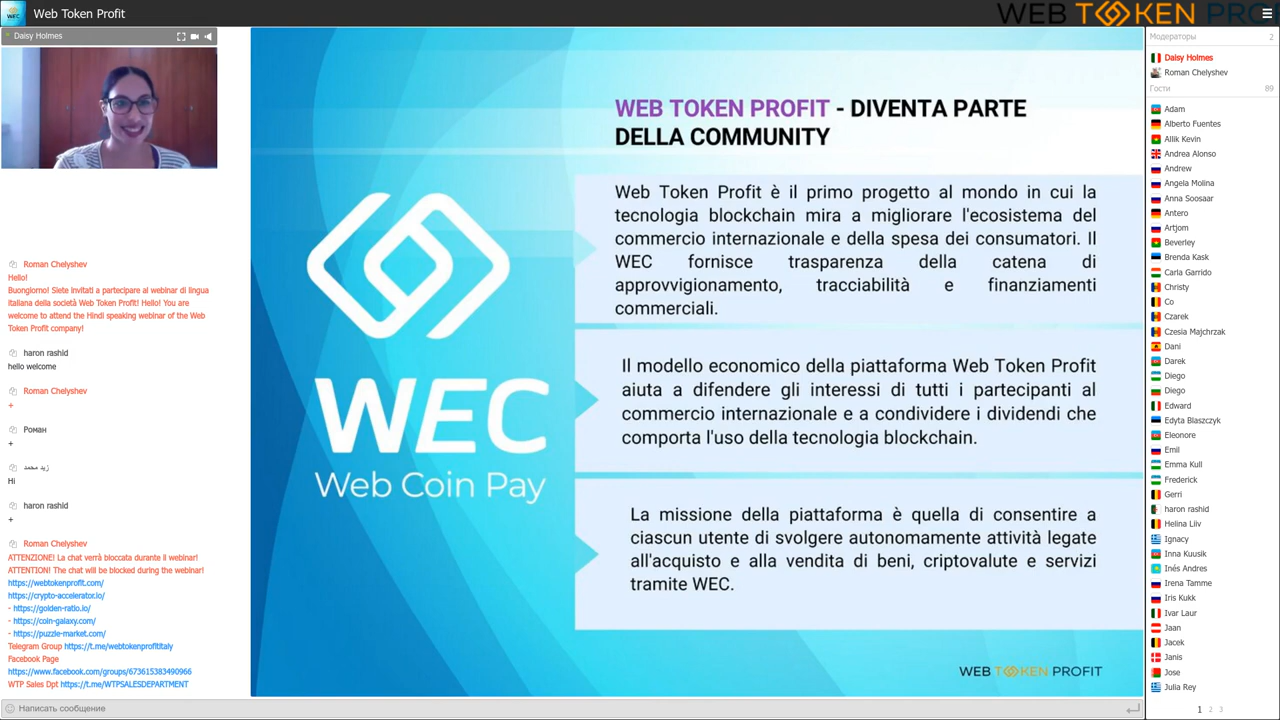 WEC
Web Token Profit
WEB TOKEN PRO
Daisy Holmes
Roman Chelyshev
Hello!
Buongiorno! Siete invitati a partecipare al webinar di lingua
italiana della società Web Token Profit! Hello! You are
welcome to attend the Hindi speaking webinar of the Web
Token Profit company!
haron rashid
hello welcome
Roman Chelyshev
+
Роман
+
زيد محمد
Hi
haron rashid
+
Roman Chelyshev
ATTENZIONE! La chat verrà bloccata durante il webinar!
ATTENTION! The chat will be blocked during the webinar!
https://webtokenprofit.com/
https://crypto-accelerator.io/
- https://golden-ratio.io/
- https://coin-galaxy.com/
- https://puzzle-market.com/
Telegram Group https://t.me/webtokenprofititaly
Facebook Page
https://www.facebook.com/groups/673615383490966
WTP Sales Dpt https://t.me/WTPSALESDEPARTMENT
Написать сообщение
WEC
Web Coin Pay
WEB TOKEN PROFIT - DIVENTA PARTE
DELLA COMMUNITY
Web Token Profit è il primo progetto al mondo in cui la
tecnologia blockchain mira a migliorare l'ecosistema del
commercio internazionale e della spesa dei consumatori. Il
WEC fornisce trasparenza della catena di
approvvigionamento, tracciabilità e finanziamenti
commerciali.
Il modello economico della piattaforma Web Token Profit
aiuta a difendere gli interessi di tutti i partecipanti al
commercio internazionale e a condividere i dividendi che
comporta l'uso della tecnologia blockchain.
La missione della piattaforma è quella di consentire a
ciascun utente di svolgere autonomamente attività legate
all'acquisto e alla vendita di beni, criptovalute e servizi
tramite WEC.
WEB TOKEN PROFIT
Модераторы 2
Daisy Holmes
Roman Chelyshev
Гости 89
Adam
Alberto Fuentes
Allik Kevin
Andrea Alonso
Andrew
Angela Molina
Anna Soosaar
Antero
Artjom
Beverley
Brenda Kask
Carla Garrido
Christy
Co
Czarek
Czesia Majchrzak
Dani
Darek
Diego
Diego
Edward
Edyta Blaszczyk
Eleonore
Emil
Emma Kull
Frederick
Gerri
haron rashid
Helina Liiv
Ignacy
Inna Kuusik
Inés Andres
Irena Tamme
Iris Kukk
Ivar Laur
Jaan
Jacek
Janis
Jose
Julia Rey
1 2 3